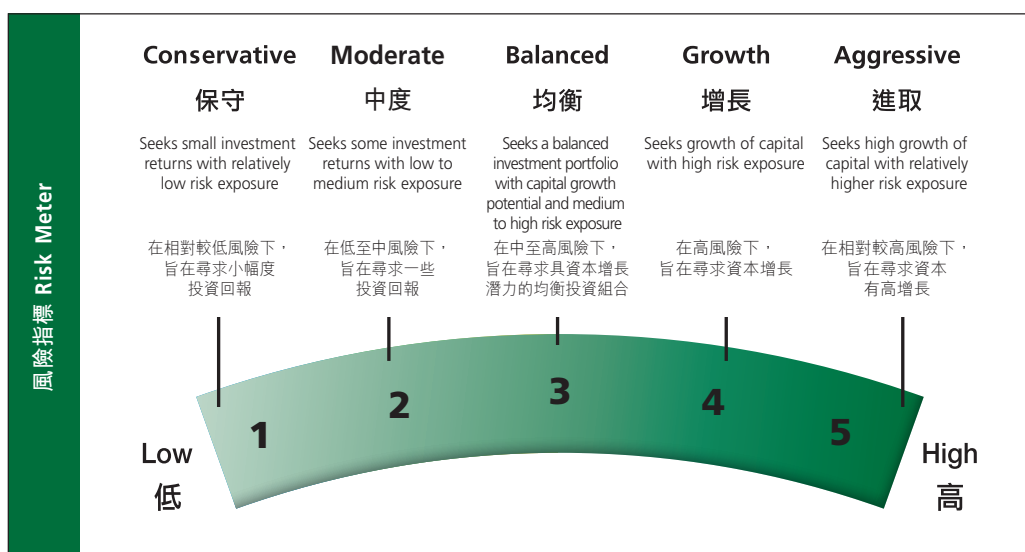 風險指標 Risk Meter
Conservative
保守
Seeks small investment
returns with relatively
low risk exposure
在相對較低風險下，
旨在尋求小幅度
投資回報
Moderate
中度
Seeks some investment
returns with low to
medium risk exposure
在低至中風險下，
旨在尋求一些
投資回報
Balanced
均衡
Seeks a balanced
investment portfolio
with capital growth
potential and medium
to high risk exposure
在中至高風險下，
旨在尋求具資本增長
潛力的均衡投資組合
Growth
增長
Seeks growth of capital
with high risk exposure
在高風險下，
旨在尋求資本增長
Aggressive
進取
Seeks high growth of
capital with relatively
higher risk exposure
在相對較高風險下，
旨在尋求資本
有高增長
Low
低
1
2
3
4
5
High
高